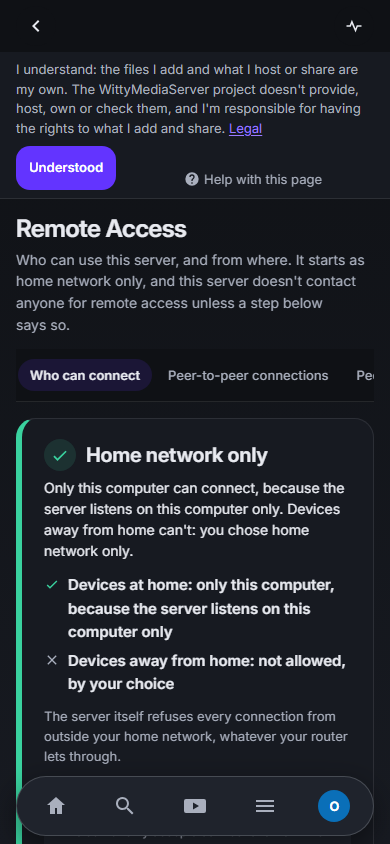 I understand: the files I add and what I host or share are
my own. The WittyMediaServer project doesn't provide,
host, own or check them, and I'm responsible for having
the rights to what I add and share. Legal
Understood
Help with this page
Remote Access
Who can use this server, and from where. It starts as
home network only, and this server doesn't contact
anyone for remote access unless a step below
says so.
Who can connect Peer-to-peer connections
Home network only
Only this computer can connect, because the
server listens on this computer only. Devices
away from home can't: you chose home
network only.
Devices at home: only this computer,
because the server listens on this
computer only
Devices away from home: not allowed,
by your choice
The server itself refuses every connection from
outside your home network, whatever your router
lets through.
O